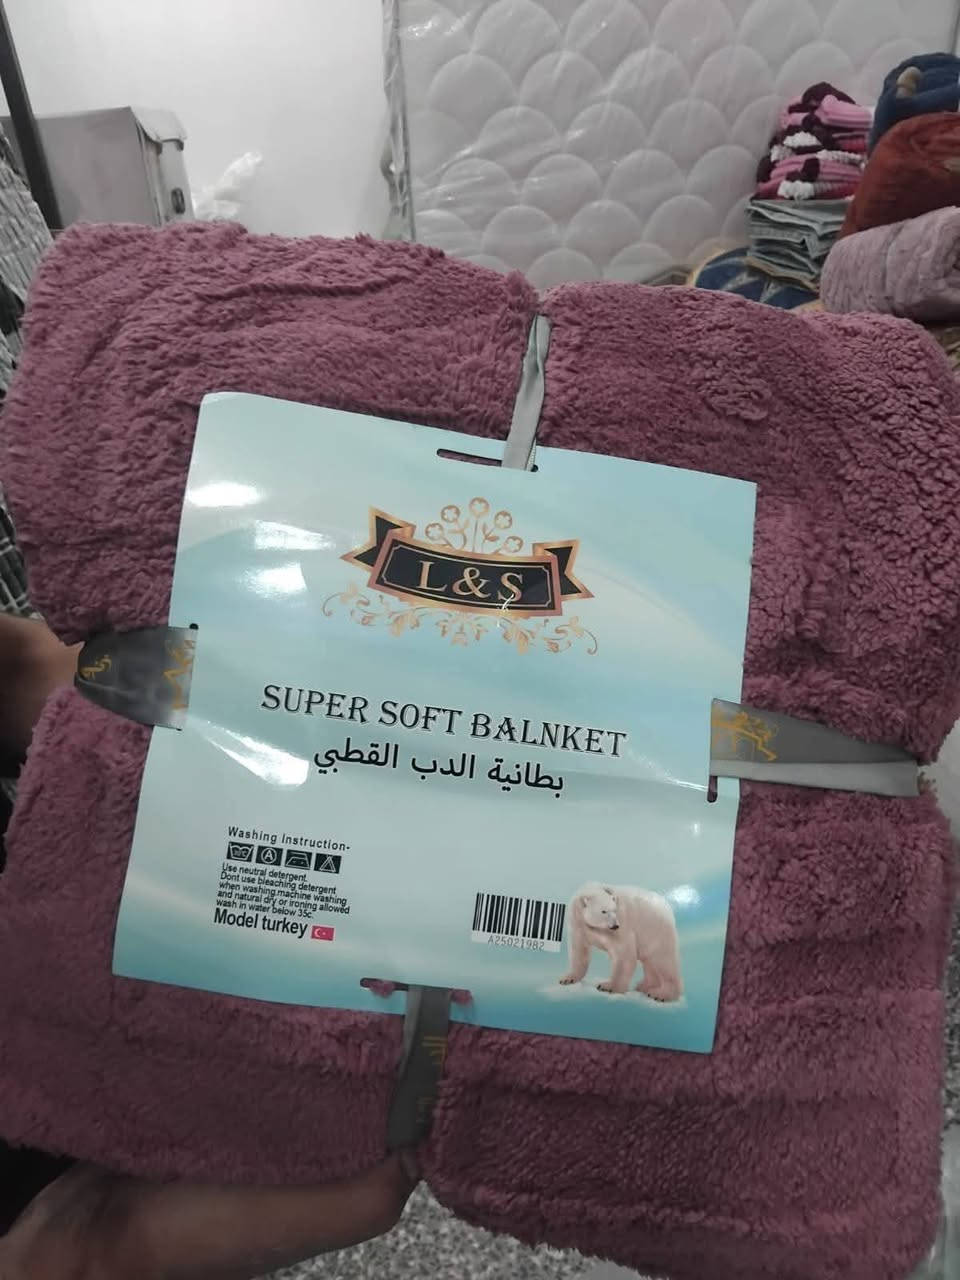 L&S
SUPER SOFT BALNKET
بطانية الدب القطبي
Washing Instruction-
Use neutral detergent.
Dont use bleaching detergent
when washing,machine washing
and natural dry or ironing allowed
wash in water below 35c.
Model turkey
A25021982